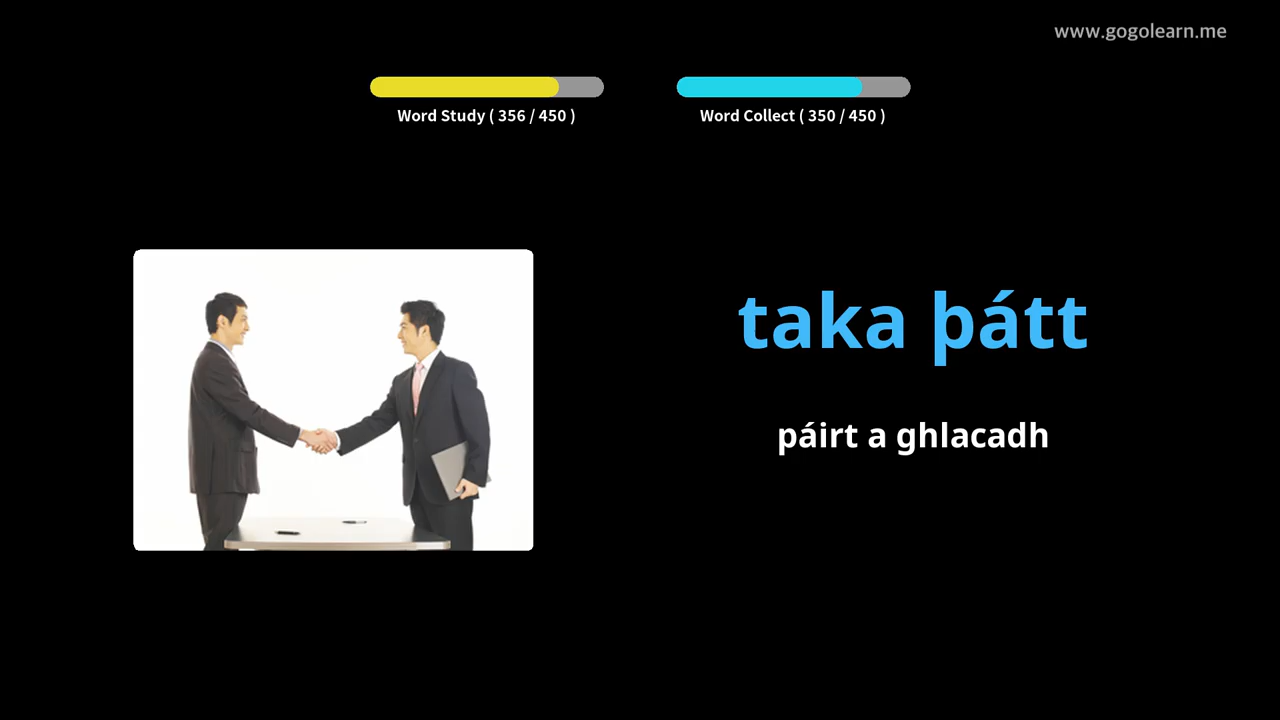 www.gogolearn.me
Word Study ( 356 / 450 )
Word Collect ( 350 / 450 )
taka þátt
páirt a ghlacadh